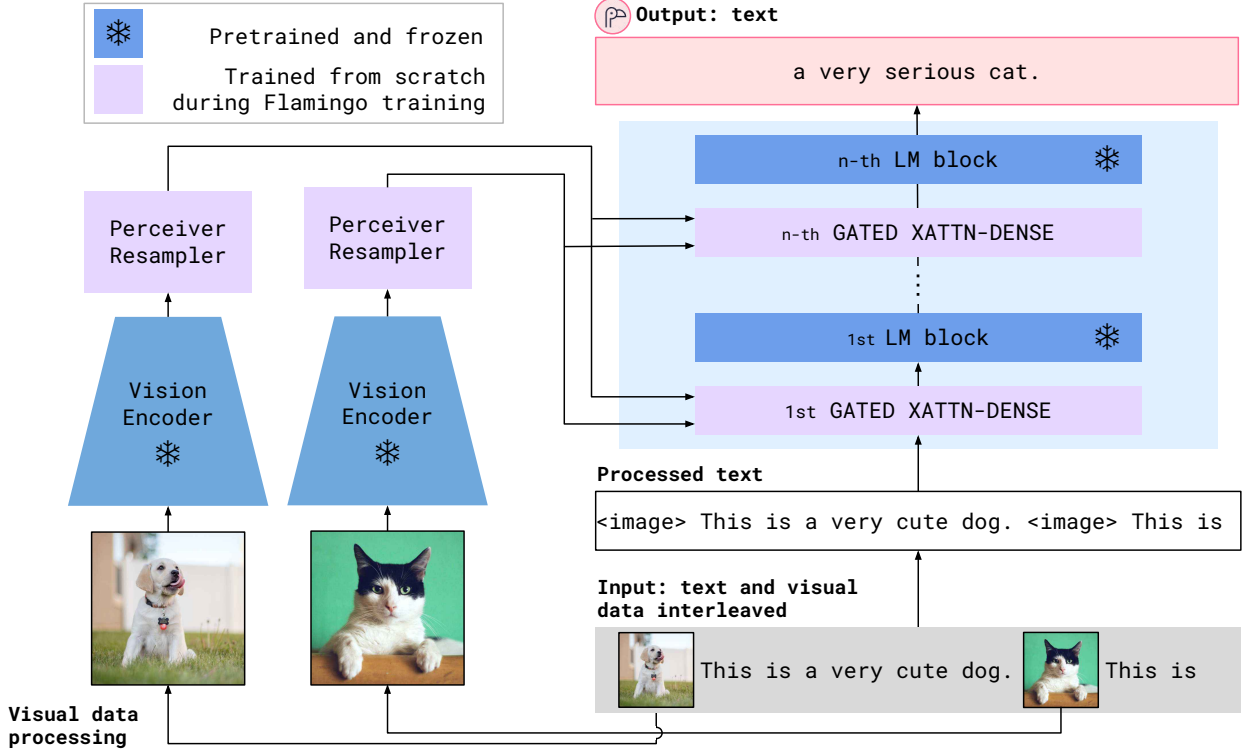 Pretrained and frozen
Trained from scratch
during Flamingo training
Output: text
a very serious cat.
n-th LM block
n-th GATED XATTN-DENSE
1st LM block
1st GATED XATTN-DENSE
Perceiver
Resampler
Perceiver
Resampler
Vision
Encoder
Vision
Encoder
Processed text
<image> This is a very cute dog. <image> This is
Input: text and visual
data interleaved
This is a very cute dog.
This is
Visual data
processing